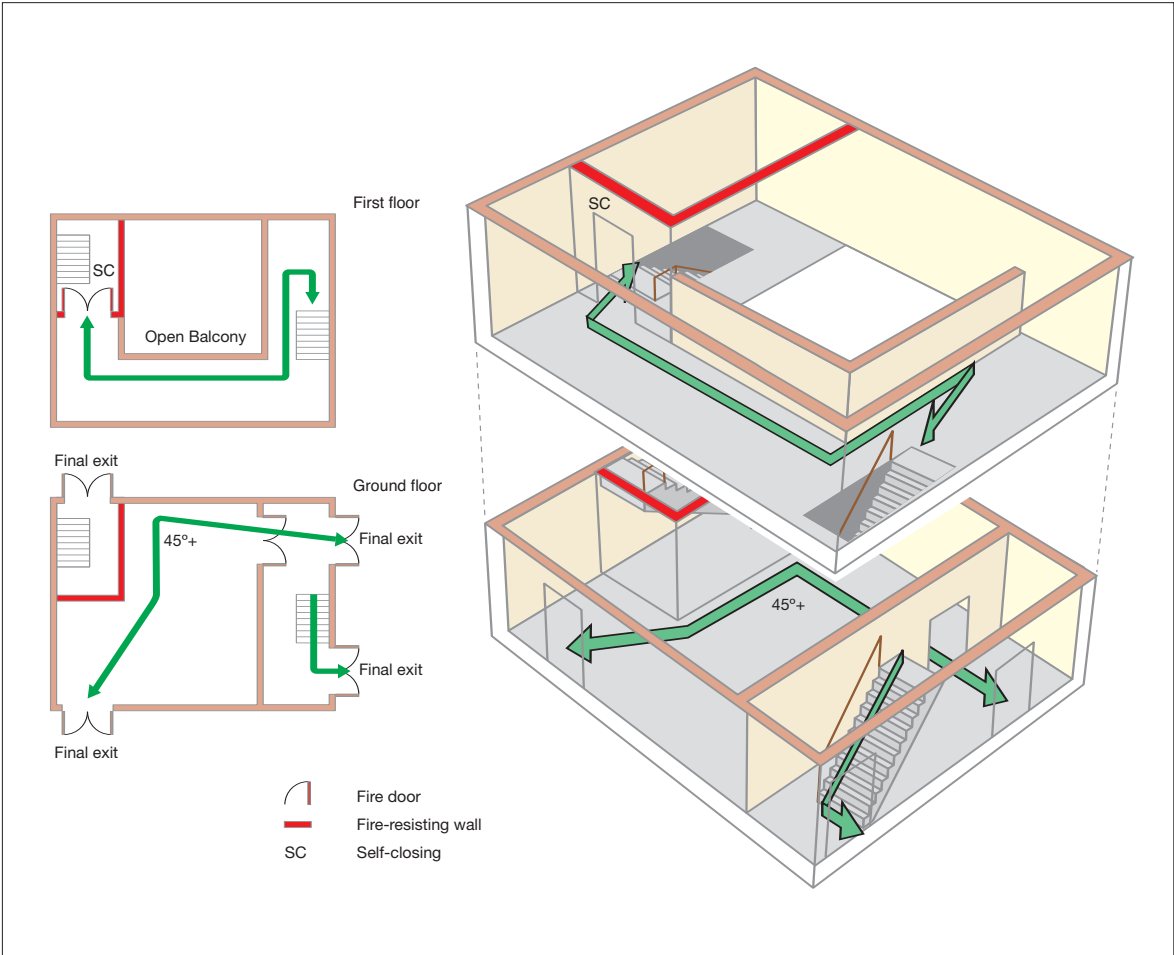 First floor
SC
Open Balcony
Final exit
Ground floor
45º+
Final exit
Final exit
Final exit
Fire door
Fire-resisting wall
SC
Self-closing
SC
45º+